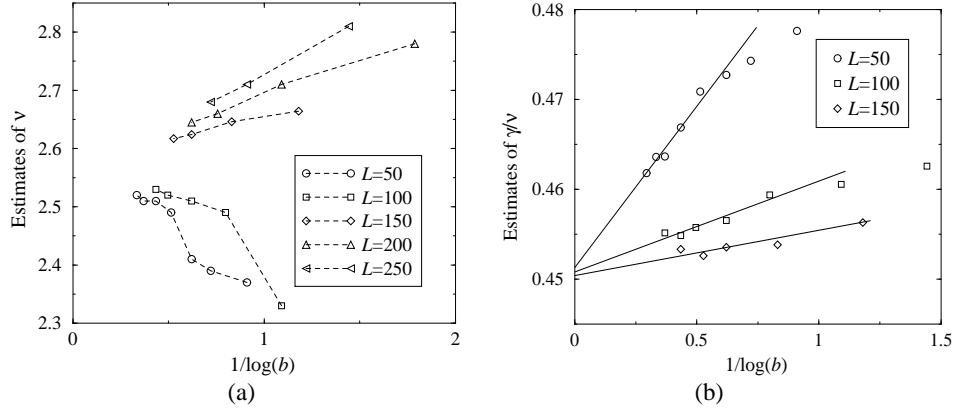 2.8
2.7
2.6
2.5
2.4
2.3
0
1
2
Estimates of ν
1/log(b)
L=50
L=100
L=150
L=200
L=250
(a)
0.48
0.47
0.46
0.45
0
0.5
1
1.5
Estimates of γ/ν
1/log(b)
L=50
L=100
L=150
(b)